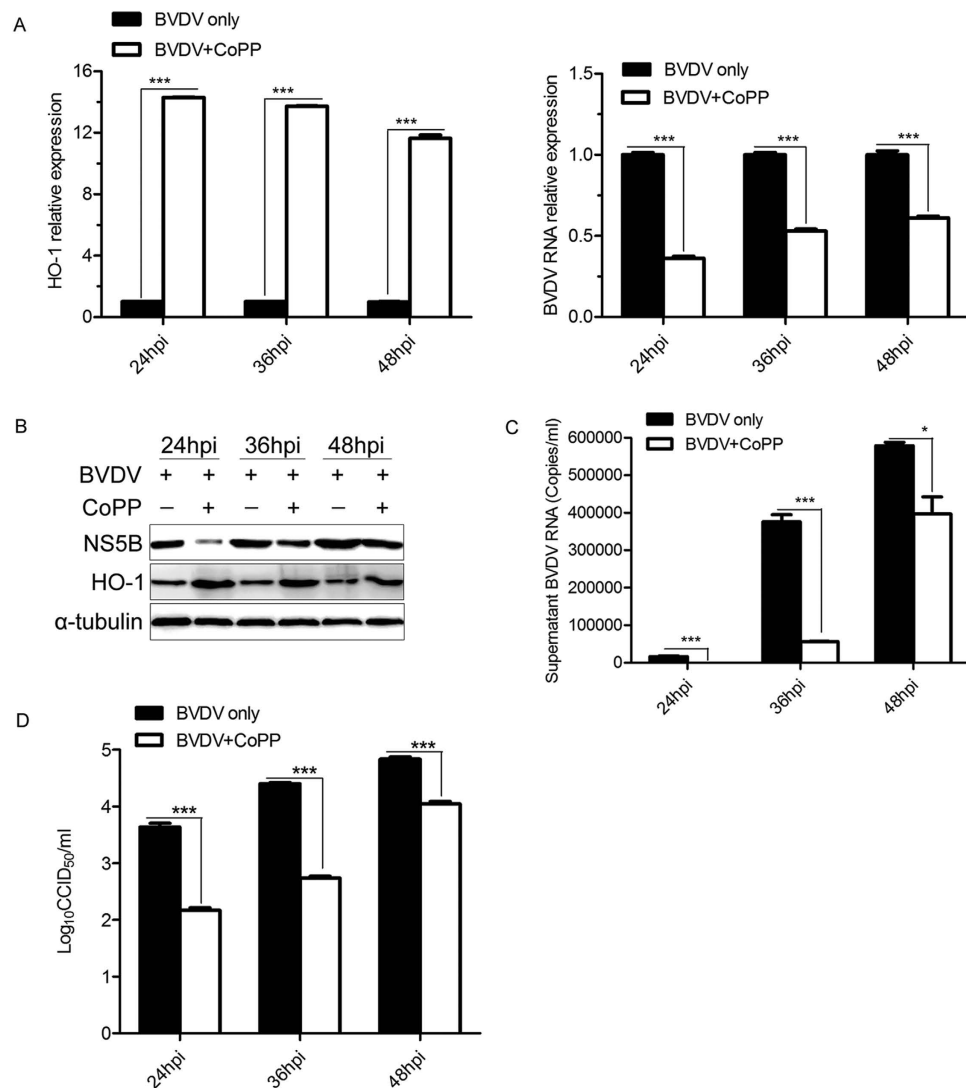 A
BVDV only
BVDV+CoPP
HO-1 relative expression
16
12
8
4
0
***
***
***
24hpi
36hpi
48hpi
BVDV only
BVDV+CoPP
BVDV RNA relative expression
1.5
1.0
0.5
0.0
***
***
***
24hpi
36hpi
48hpi
B
24hpi 36hpi 48hpi
BVDV + + + + + +
CoPP – + – + – +
NS5B
HO-1
α-tubulin
C
BVDV only
BVDV+CoPP
Supernatant BVDV RNA (Copies/ml)
600000
500000
400000
300000
200000
100000
0
***
***
*
24hpi
36hpi
48hpi
D
BVDV only
BVDV+CoPP
Log₁₀CCID₅₀/ml
5
4
3
2
1
0
***
***
***
24hpi
36hpi
48hpi